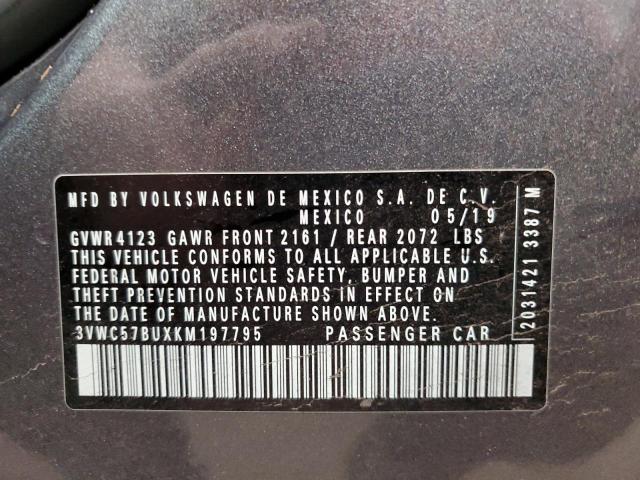 MFD BY VOLKSWAGEN DE MEXICO S.A. DE C.V.
MEXICO 05/19
GVWR4123 GAWR FRONT 2161 / REAR 2072 LBS
THIS VEHICLE CONFORMS TO ALL APPLICABLE U.S.
FEDERAL MOTOR VEHICLE SAFETY, BUMPER AND
THEFT PREVENTION STANDARDS IN EFFECT ON
THE DATE OF MANUFACTURE SHOWN ABOVE.
3VWC57BUXKM197795 PASSENGER CAR
2031421 3387 M